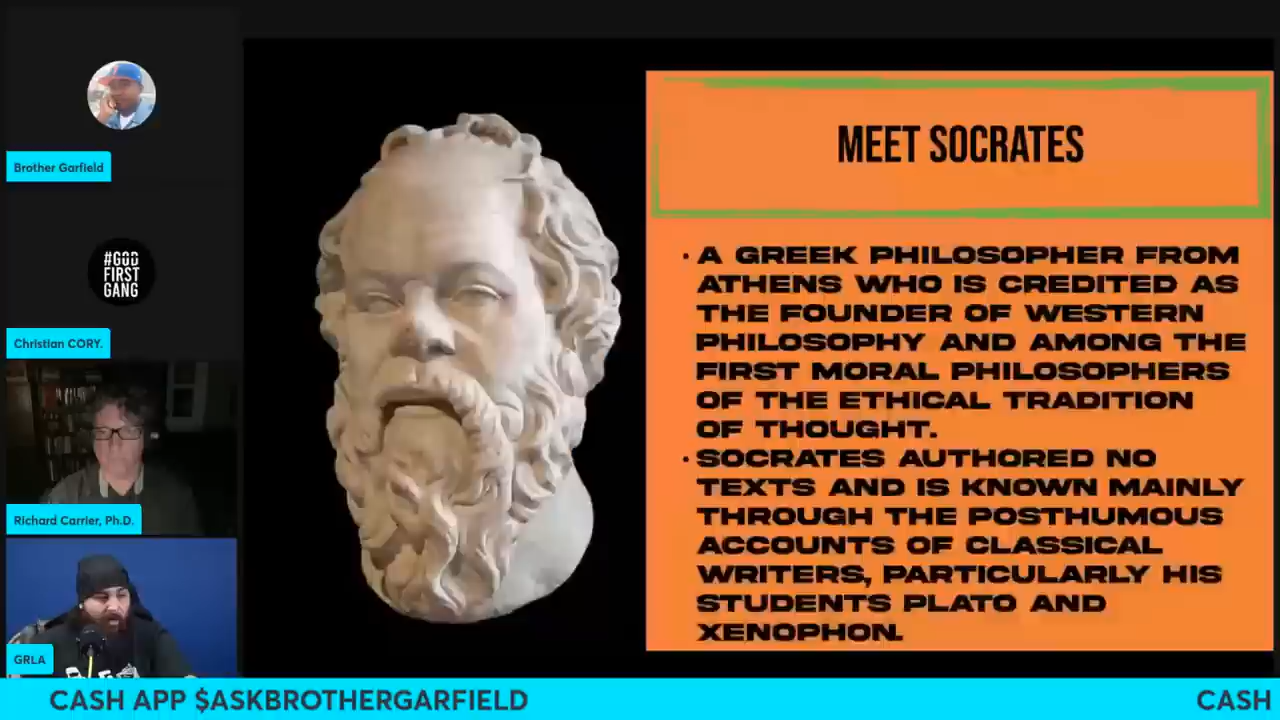 Brother Garfield
#GOD
FIRST
GANG
Christian CORY.
Richard Carrier, Ph.D.
GRLA
MEET SOCRATES
• A GREEK PHILOSOPHER FROM
ATHENS WHO IS CREDITED AS
THE FOUNDER OF WESTERN
PHILOSOPHY AND AMONG THE
FIRST MORAL PHILOSOPHERS
OF THE ETHICAL TRADITION
OF THOUGHT.
• SOCRATES AUTHORED NO
TEXTS AND IS KNOWN MAINLY
THROUGH THE POSTHUMOUS
ACCOUNTS OF CLASSICAL
WRITERS, PARTICULARLY HIS
STUDENTS PLATO AND
XENOPHON.
CASH APP $ASKBROTHERGARFIELD
CASH